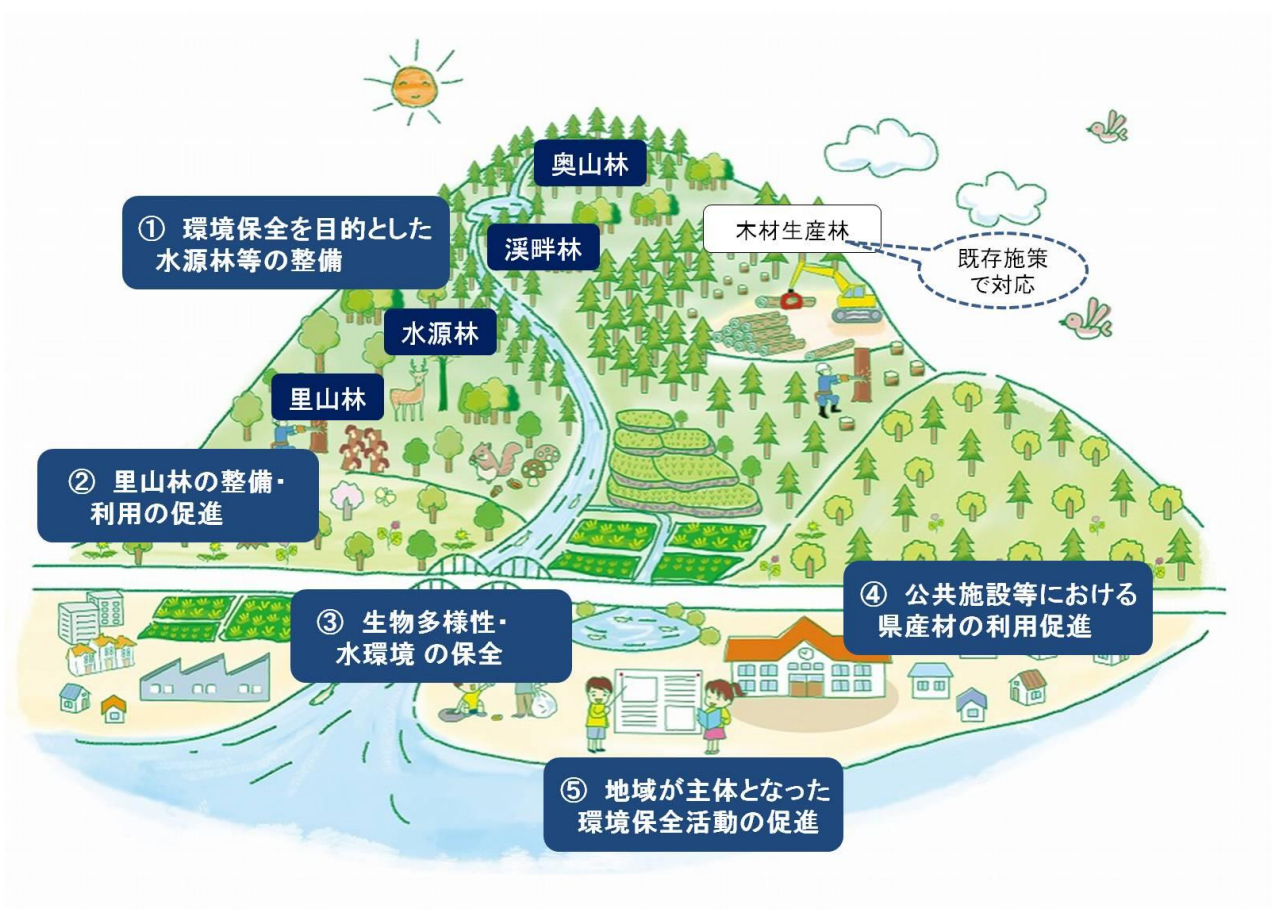 奥山林
① 環境保全を目的とした
水源林等の整備
溪畔林
木材生産林
既存施策
で対応
水源林
里山林
② 里山林の整備・
利用の促進
③ 生物多様性・
水環境 の保全
④ 公共施設等における
県産材の利用促進
⑤ 地域が主体となった
環境保全活動の促進